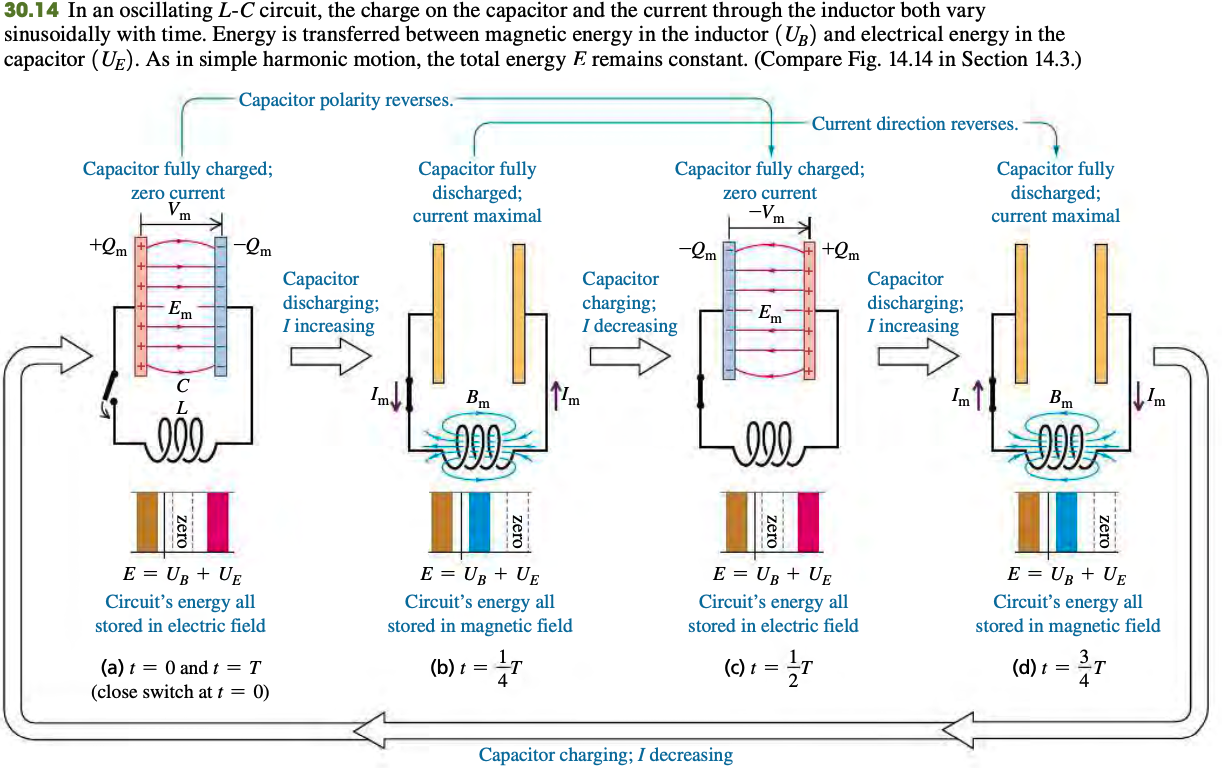 30.14 In an oscillating L-C circuit, the charge on the capacitor and the current through the inductor both vary
sinusoidally with time. Energy is transferred between magnetic energy in the inductor (U_B) and electrical energy in the
capacitor (U_E). As in simple harmonic motion, the total energy E remains constant. (Compare Fig. 14.14 in Section 14.3.)
Capacitor polarity reverses.
Current direction reverses.
Capacitor fully charged;
zero current
V_m
+Q_m
−Q_m
E_m
C
L
Capacitor
discharging;
I increasing
Capacitor fully
discharged;
current maximal
I_m
I_m
B_m
Capacitor
charging;
I decreasing
Capacitor fully charged;
zero current
−V_m
−Q_m
+Q_m
E_m
Capacitor
discharging;
I increasing
Capacitor fully
discharged;
current maximal
I_m
I_m
B_m
zero
E = U_B + U_E
Circuit's energy all
stored in electric field
(a) t = 0 and t = T
(close switch at t = 0)
zero
E = U_B + U_E
Circuit's energy all
stored in magnetic field
(b) t = 1/4 T
zero
E = U_B + U_E
Circuit's energy all
stored in electric field
(c) t = 1/2 T
zero
E = U_B + U_E
Circuit's energy all
stored in magnetic field
(d) t = 3/4 T
Capacitor charging; I decreasing